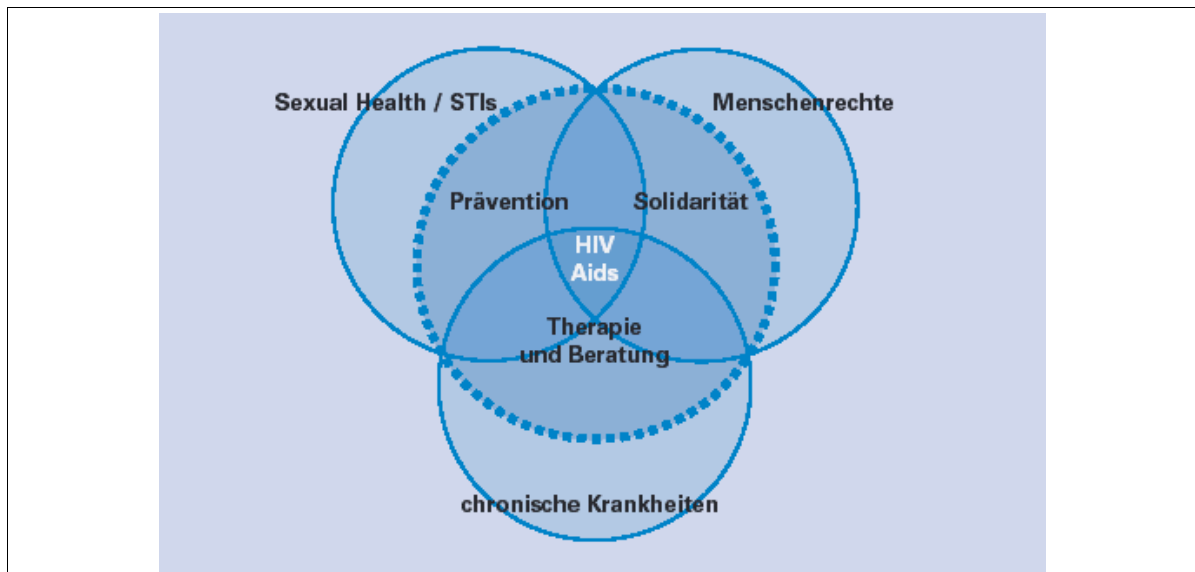 Sexual Health / STIs
Menschenrechte
Prävention
Solidarität
HIV
Aids
Therapie
und Beratung
chronische Krankheiten